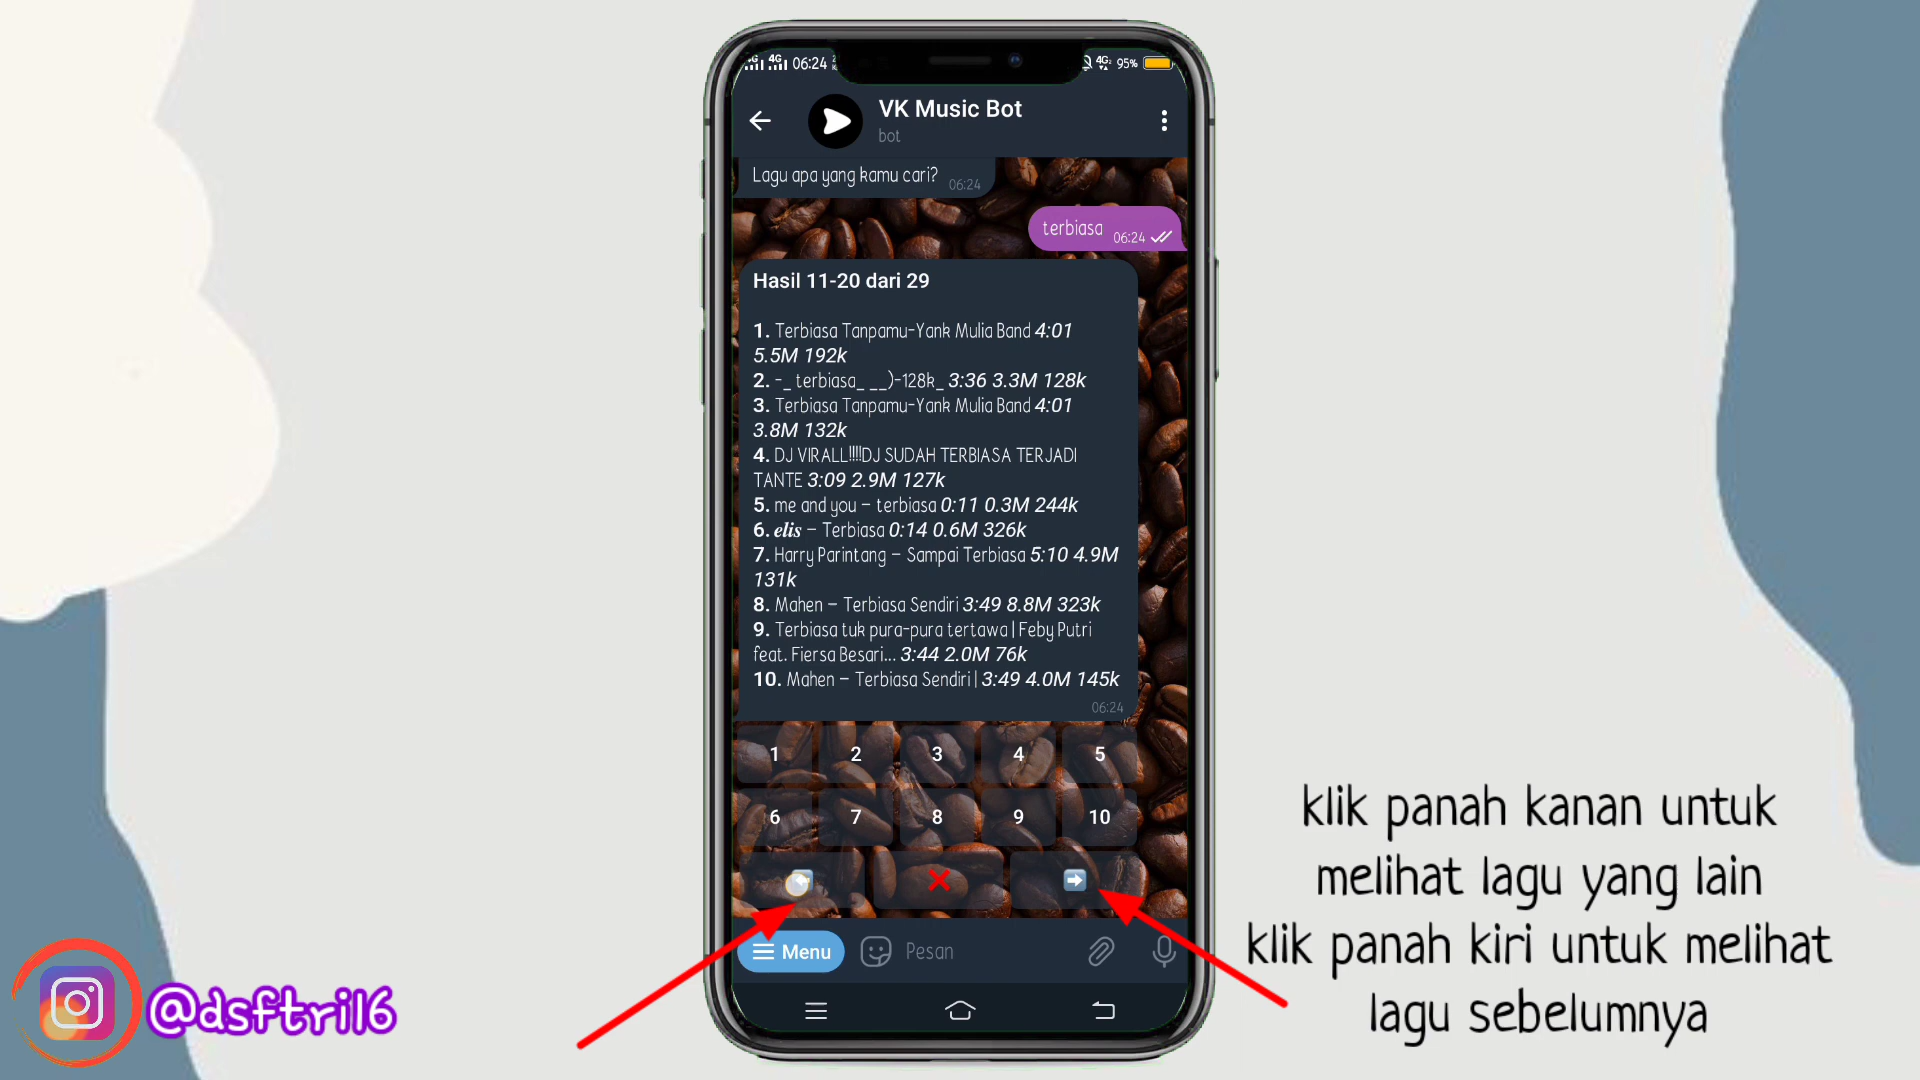 4G 06:24
4G 95%
VK Music Bot
bot
Lagu apa yang kamu cari? 06:24
terbiasa 06:24
Hasil 11-20 dari 29
1. Terbiasa Tanpamu-Yank Mulia Band 4:01
5.5M 192k
2. -_ terbiasa_ __)-128k_ 3:36 3.3M 128k
3. Terbiasa Tanpamu-Yank Mulia Band 4:01
3.8M 132k
4. DJ VIRALL!!!!DJ SUDAH TERBIASA TERJADI
TANTE 3:09 2.9M 127k
5. me and you – terbiasa 0:11 0.3M 244k
6. elis – Terbiasa 0:14 0.6M 326k
7. Harry Parintang – Sampai Terbiasa 5:10 4.9M
131k
8. Mahen – Terbiasa Sendiri 3:49 8.8M 323k
9. Terbiasa tuk pura-pura tertawa | Feby Putri
feat. Fiersa Besari... 3:44 2.0M 76k
10. Mahen – Terbiasa Sendiri | 3:49 4.0M 145k
06:24
1 2 3 4 5
6 7 8 9 10
Menu Pesan
klik panah kanan untuk
melihat lagu yang lain
klik panah kiri untuk melihat
lagu sebelumnya
@dsftri16